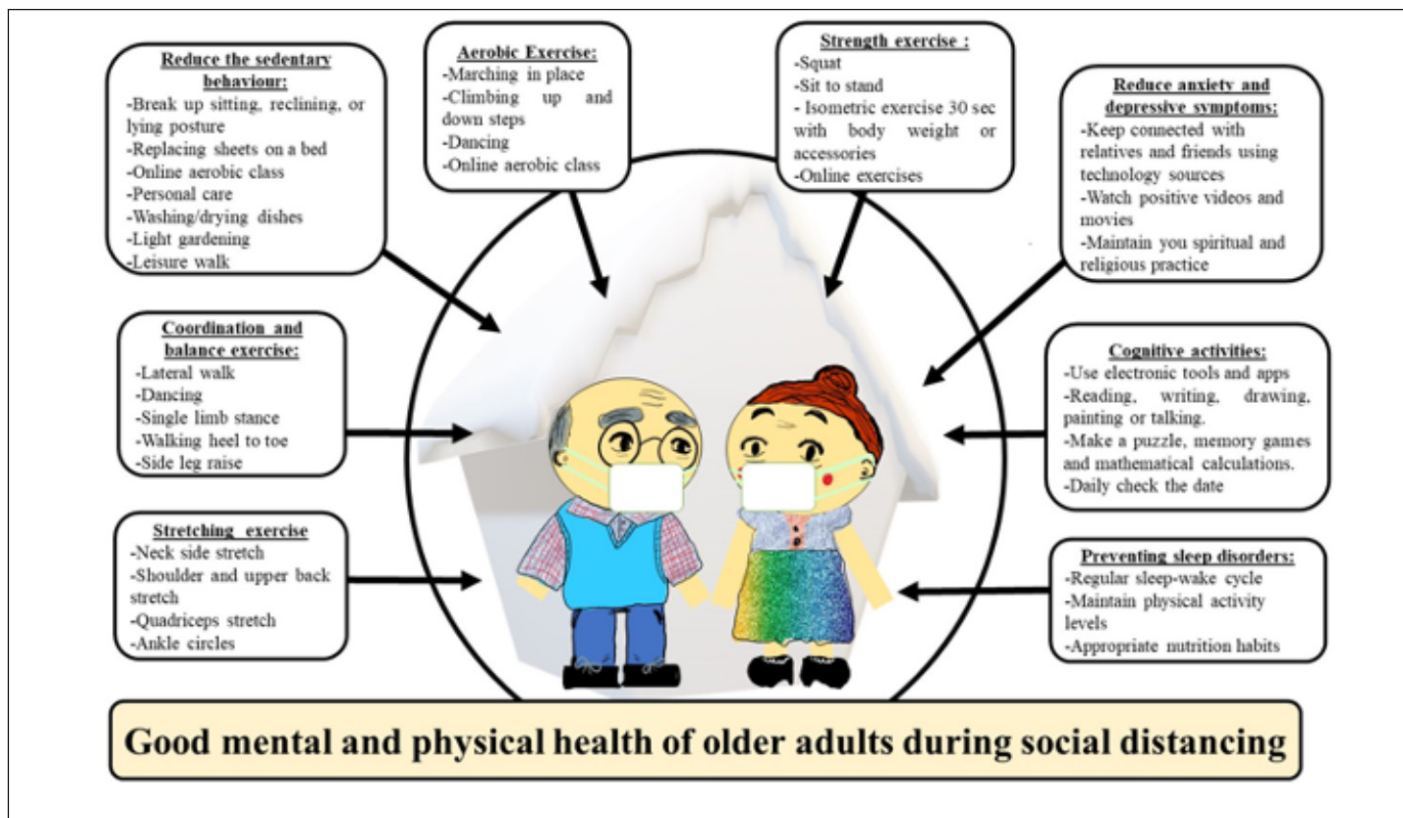 Reduce the sedentary
behaviour:
-Break up sitting, reclining, or
lying posture
-Replacing sheets on a bed
-Online aerobic class
-Personal care
-Washing/drying dishes
-Light gardening
-Leisure walk
Aerobic Exercise:
-Marching in place
-Climbing up and
down steps
-Dancing
-Online aerobic class
Strength exercise :
-Squat
-Sit to stand
- Isometric exercise 30 sec
with body weight or
accessories
-Online exercises
Reduce anxiety and
depressive symptoms:
-Keep connected with
relatives and friends using
technology sources
-Watch positive videos and
movies
-Maintain you spiritual and
religious practice
Coordination and
balance exercise:
-Lateral walk
-Dancing
-Single limb stance
-Walking heel to toe
-Side leg raise
Cognitive activities:
-Use electronic tools and apps
-Reading, writing, drawing,
painting or talking.
-Make a puzzle, memory games
and mathematical calculations.
-Daily check the date
Stretching exercise
-Neck side stretch
-Shoulder and upper back
stretch
-Quadriceps stretch
-Ankle circles
Preventing sleep disorders:
-Regular sleep-wake cycle
-Maintain physical activity
levels
-Appropriate nutrition habits
Good mental and physical health of older adults during social distancing